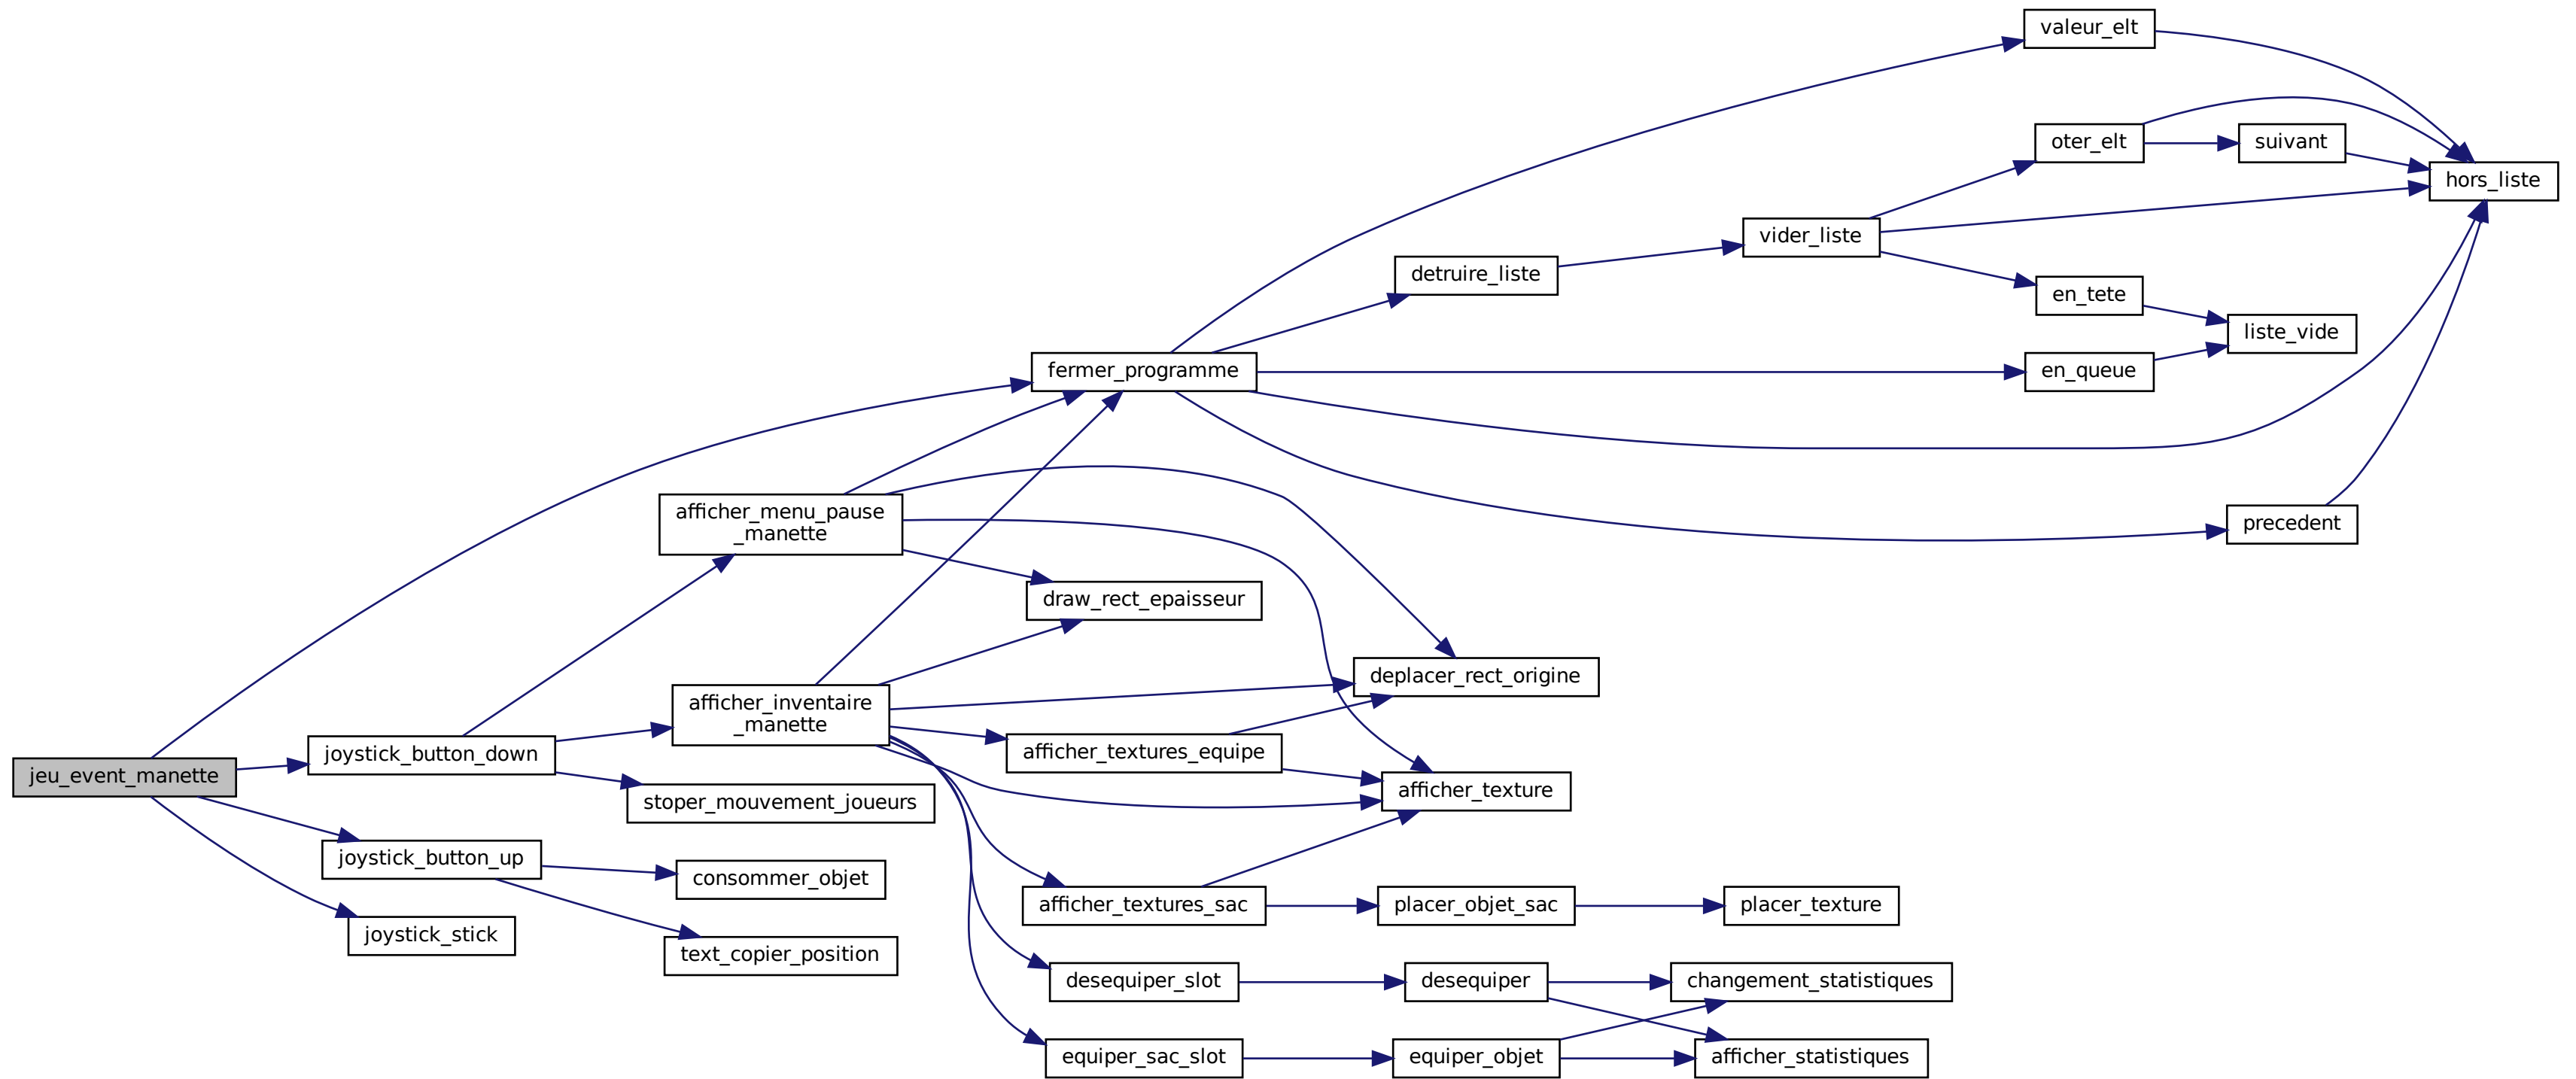 valeur_elt
oter_elt
suivant
hors_liste
vider_liste
detruire_liste
en_tete
liste_vide
fermer_programme
en_queue
afficher_menu_pause
_manette
precedent
draw_rect_epaisseur
deplacer_rect_origine
afficher_inventaire
_manette
jeu_event_manette
joystick_button_down
afficher_textures_equipe
stoper_mouvement_joueurs
afficher_texture
joystick_button_up
consommer_objet
afficher_textures_sac
placer_objet_sac
placer_texture
joystick_stick
text_copier_position
desequiper_slot
desequiper
changement_statistiques
equiper_sac_slot
equiper_objet
afficher_statistiques